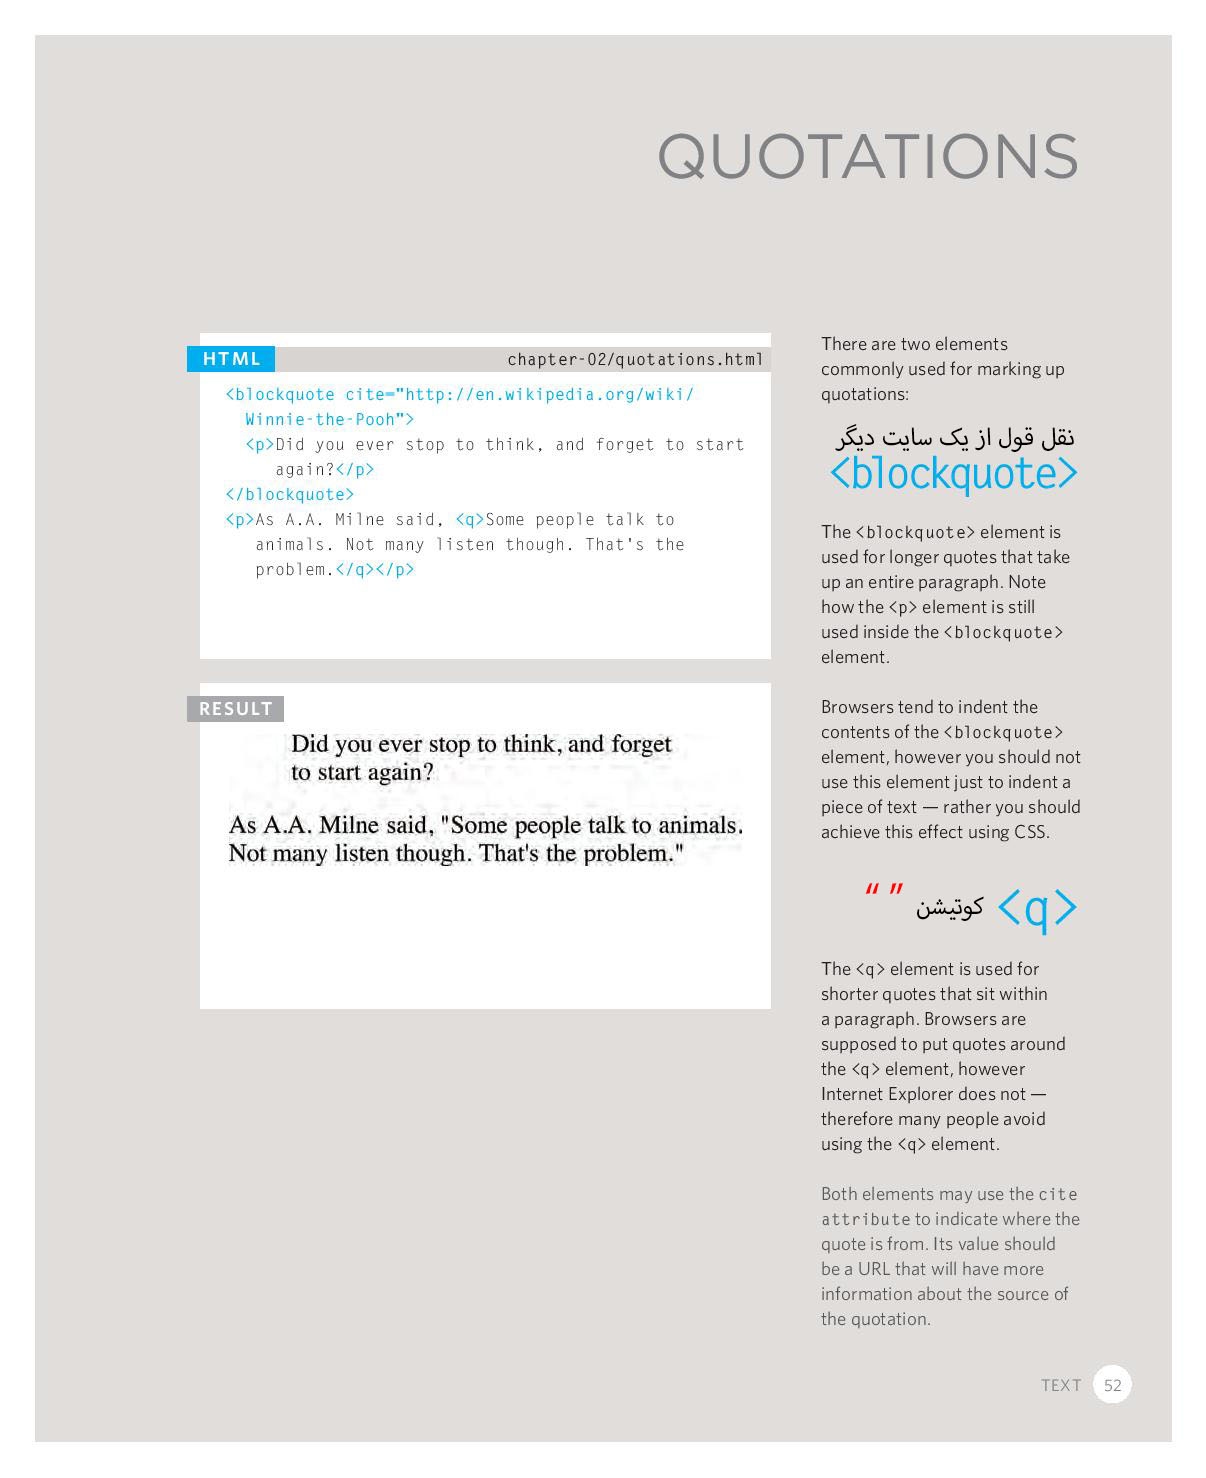 QUOTATIONS
HTML
chapter-02/quotations.html
<blockquote cite="http://en.wikipedia.org/wiki/
Winnie-the-Pooh">
<p>Did you ever stop to think, and forget to start
again?</p>
</blockquote>
<p>As A.A. Milne said, <q>Some people talk to
animals. Not many listen though. That's the
problem.</q></p>
RESULT
Did you ever stop to think, and forget
to start again?
As A.A. Milne said, "Some people talk to animals.
Not many listen though. That's the problem."
There are two elements
commonly used for marking up
quotations:
نقل قول از یک سایت دیگر
<blockquote>
The <blockquote> element is
used for longer quotes that take
up an entire paragraph. Note
how the <p> element is still
used inside the <blockquote>
element.
Browsers tend to indent the
contents of the <blockquote>
element, however you should not
use this element just to indent a
piece of text — rather you should
achieve this effect using CSS.
“ ” کوتیشن <q>
The <q> element is used for
shorter quotes that sit within
a paragraph. Browsers are
supposed to put quotes around
the <q> element, however
Internet Explorer does not —
therefore many people avoid
using the <q> element.
Both elements may use the cite
attribute to indicate where the
quote is from. Its value should
be a URL that will have more
information about the source of
the quotation.
TEXT 52